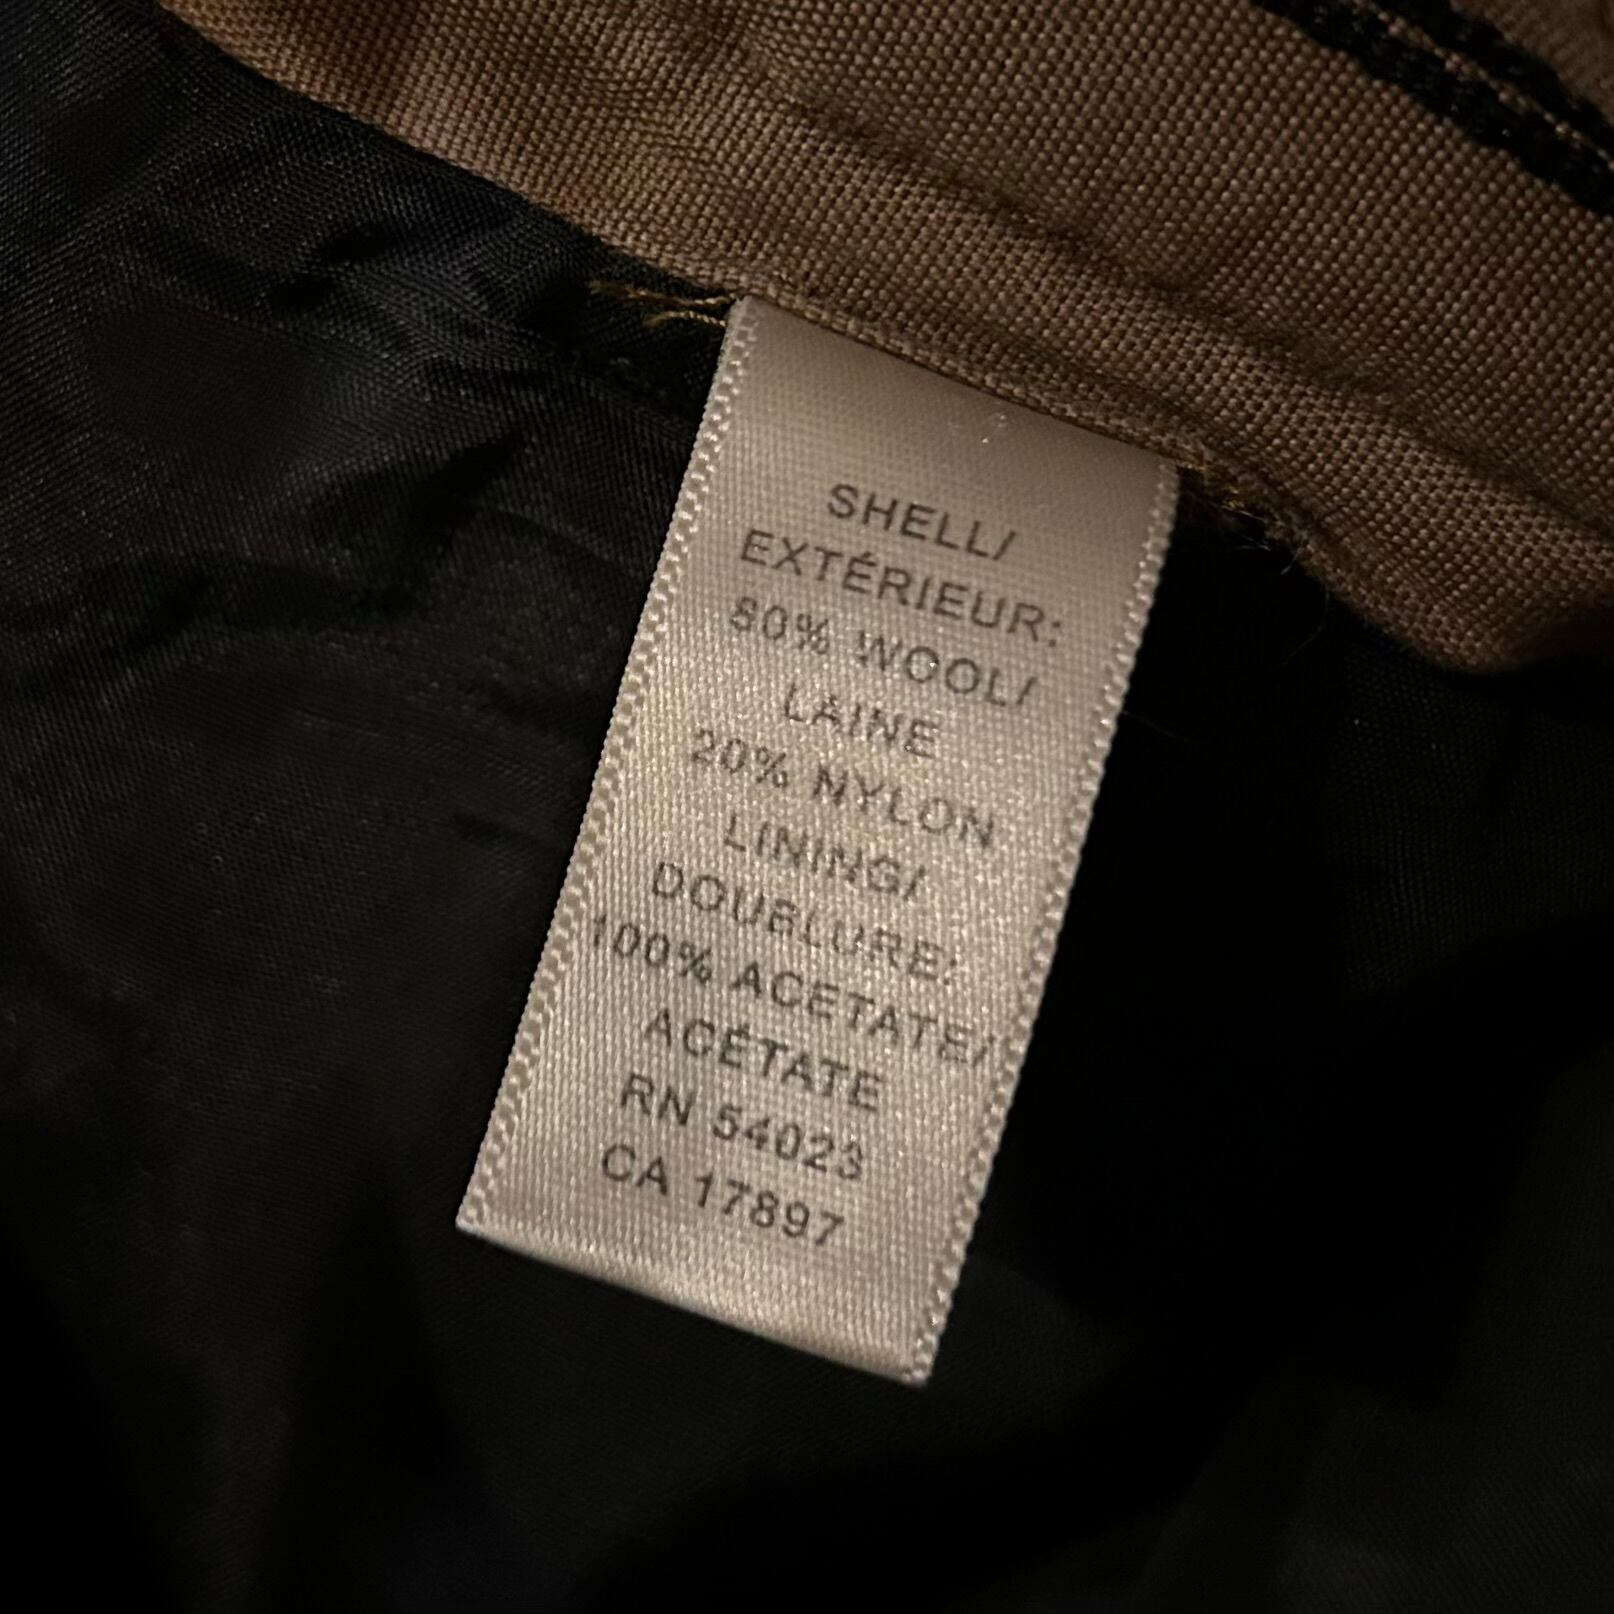 SHELL/
EXTÉRIEUR:
80% WOOL/
LAINE
20% NYLON
LINING/
DOUBLURE:
100% ACETATE/
ACÉTATE
RN 54023
CA 17897